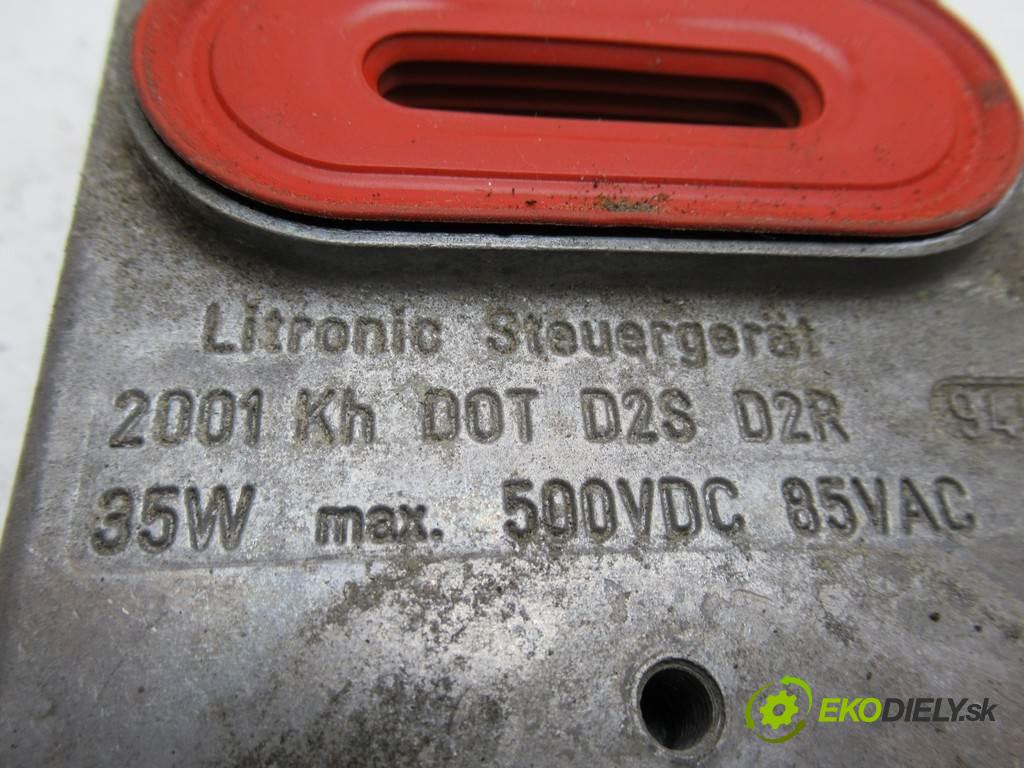 Litronic Steuergerät
2001 Kh DOT D2S D2R
35W max. 500VDC 85VAC
EKODIELY.sk